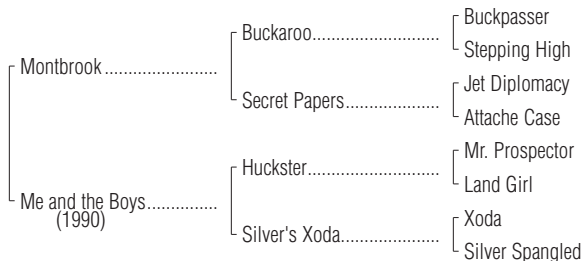 Buckpasser
Buckaroo
Stepping High
Montbrook
Jet Diplomacy
Secret Papers
Attache Case
Mr. Prospector
Huckster
Land Girl
Me and the Boys
(1990)
Xoda
Silver's Xoda
Silver Spangled